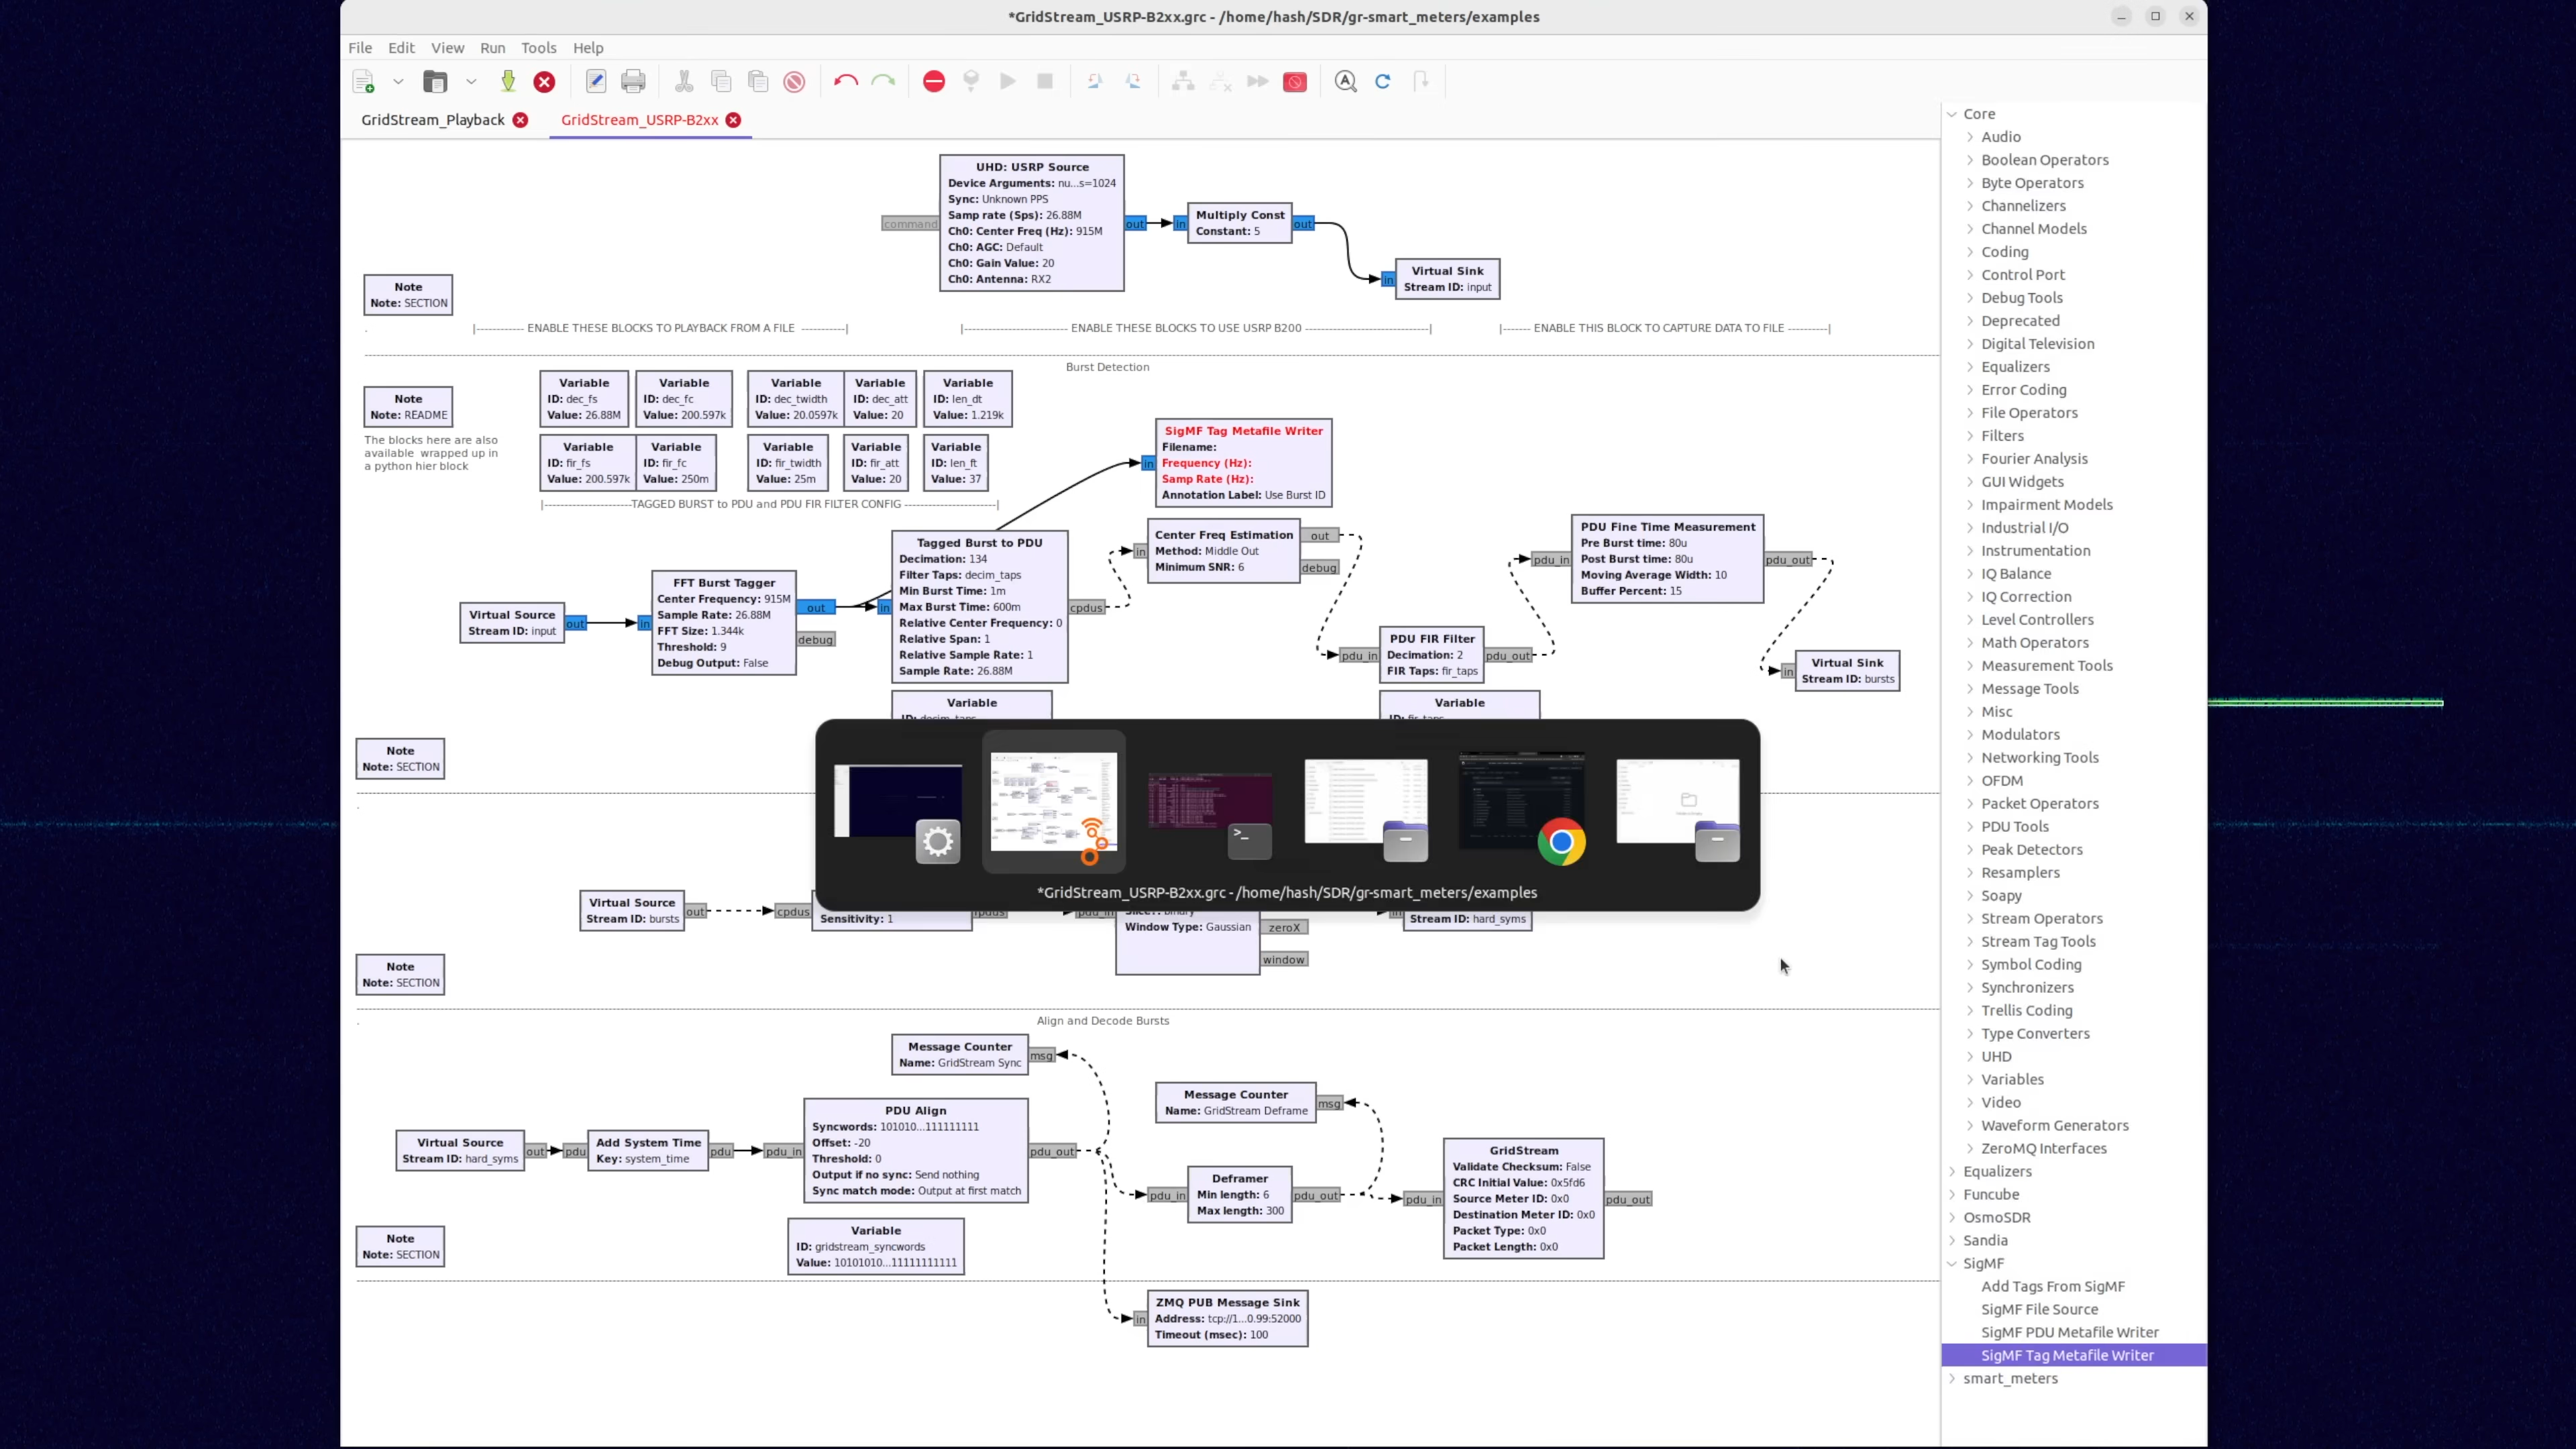 *GridStream_USRP-B2xx.grc - /home/hash/SDR/gr-smart_meters/examples
File Edit View Run Tools Help
GridStream_Playback
GridStream_USRP-B2xx
UHD: USRP Source
Device Arguments: nu...s=1024
Sync: Unknown PPS
Samp rate (Sps): 26.88M
Ch0: Center Freq (Hz): 915M
Ch0: AGC: Default
Ch0: Gain Value: 20
Ch0: Antenna: RX2
command
out
in
Multiply Const
Constant: 5
out
in
Virtual Sink
Stream ID: input
Note
Note: SECTION
|------------ ENABLE THESE BLOCKS TO PLAYBACK FROM A FILE -----------|
|------------------------- ENABLE THESE BLOCKS TO USE USRP B200 ------------------------------|
|------- ENABLE THIS BLOCK TO CAPTURE DATA TO FILE -----------|
Burst Detection
Note
Note: README
The blocks here are also
available wrapped up in
a python hier block
Variable
ID: dec_fs
Value: 26.88M
Variable
ID: dec_fc
Value: 200.597k
Variable
ID: dec_twidth
Value: 20.0597k
Variable
ID: dec_att
Value: 20
Variable
ID: len_dt
Value: 1.219k
Variable
ID: fir_fs
Value: 200.597k
Variable
ID: fir_fc
Value: 250m
Variable
ID: fir_twidth
Value: 25m
Variable
ID: fir_att
Value: 20
Variable
ID: len_ft
Value: 37
|---------------------TAGGED BURST to PDU and PDU FIR FILTER CONFIG ----------------------|
in
SigMF Tag Metafile Writer
Filename:
Frequency (Hz):
Samp Rate (Hz):
Annotation Label: Use Burst ID
Virtual Source
Stream ID: input
out
in
FFT Burst Tagger
Center Frequency: 915M
Sample Rate: 26.88M
FFT Size: 1.344k
Threshold: 9
Debug Output: False
out
debug
in
Tagged Burst to PDU
Decimation: 134
Filter Taps: decim_taps
Min Burst Time: 1m
Max Burst Time: 600m
Relative Center Frequency: 0
Relative Span: 1
Relative Sample Rate: 1
Sample Rate: 26.88M
cpdus
in
Center Freq Estimation
Method: Middle Out
Minimum SNR: 6
out
debug
pdu_in
PDU FIR Filter
Decimation: 2
FIR Taps: fir_taps
pdu_out
pdu_in
PDU Fine Time Measurement
Pre Burst time: 80u
Post Burst time: 80u
Moving Average Width: 10
Buffer Percent: 15
pdu_out
in
Virtual Sink
Stream ID: bursts
Variable
Variable
Note
Note: SECTION
*GridStream_USRP-B2xx.grc - /home/hash/SDR/gr-smart_meters/examples
Virtual Source
Stream ID: bursts
out
cpdus
Sensitivity: 1
Window Type: Gaussian
zeroX
window
Stream ID: hard_syms
Note
Note: SECTION
Align and Decode Bursts
Message Counter
Name: GridStream Sync
msg
Message Counter
Name: GridStream Deframe
msg
Virtual Source
Stream ID: hard_syms
out
pdu
Add System Time
Key: system_time
pdu
pdu_in
PDU Align
Syncwords: 101010...111111111
Offset: -20
Threshold: 0
Output if no sync: Send nothing
Sync match mode: Output at first match
pdu_out
pdu_in
Deframer
Min length: 6
Max length: 300
pdu_out
pdu_in
GridStream
Validate Checksum: False
CRC Initial Value: 0x5fd6
Source Meter ID: 0x0
Destination Meter ID: 0x0
Packet Type: 0x0
Packet Length: 0x0
pdu_out
Variable
ID: gridstream_syncwords
Value: 10101010...11111111111
Note
Note: SECTION
in
ZMQ PUB Message Sink
Address: tcp://1...0.99:52000
Timeout (msec): 100
Core
Audio
Boolean Operators
Byte Operators
Channelizers
Channel Models
Coding
Control Port
Debug Tools
Deprecated
Digital Television
Equalizers
Error Coding
File Operators
Filters
Fourier Analysis
GUI Widgets
Impairment Models
Industrial I/O
Instrumentation
IQ Balance
IQ Correction
Level Controllers
Math Operators
Measurement Tools
Message Tools
Misc
Modulators
Networking Tools
OFDM
Packet Operators
PDU Tools
Peak Detectors
Resamplers
Soapy
Stream Operators
Stream Tag Tools
Symbol Coding
Synchronizers
Trellis Coding
Type Converters
UHD
Variables
Video
Waveform Generators
ZeroMQ Interfaces
Equalizers
Funcube
OsmoSDR
Sandia
SigMF
Add Tags From SigMF
SigMF File Source
SigMF PDU Metafile Writer
SigMF Tag Metafile Writer
smart_meters